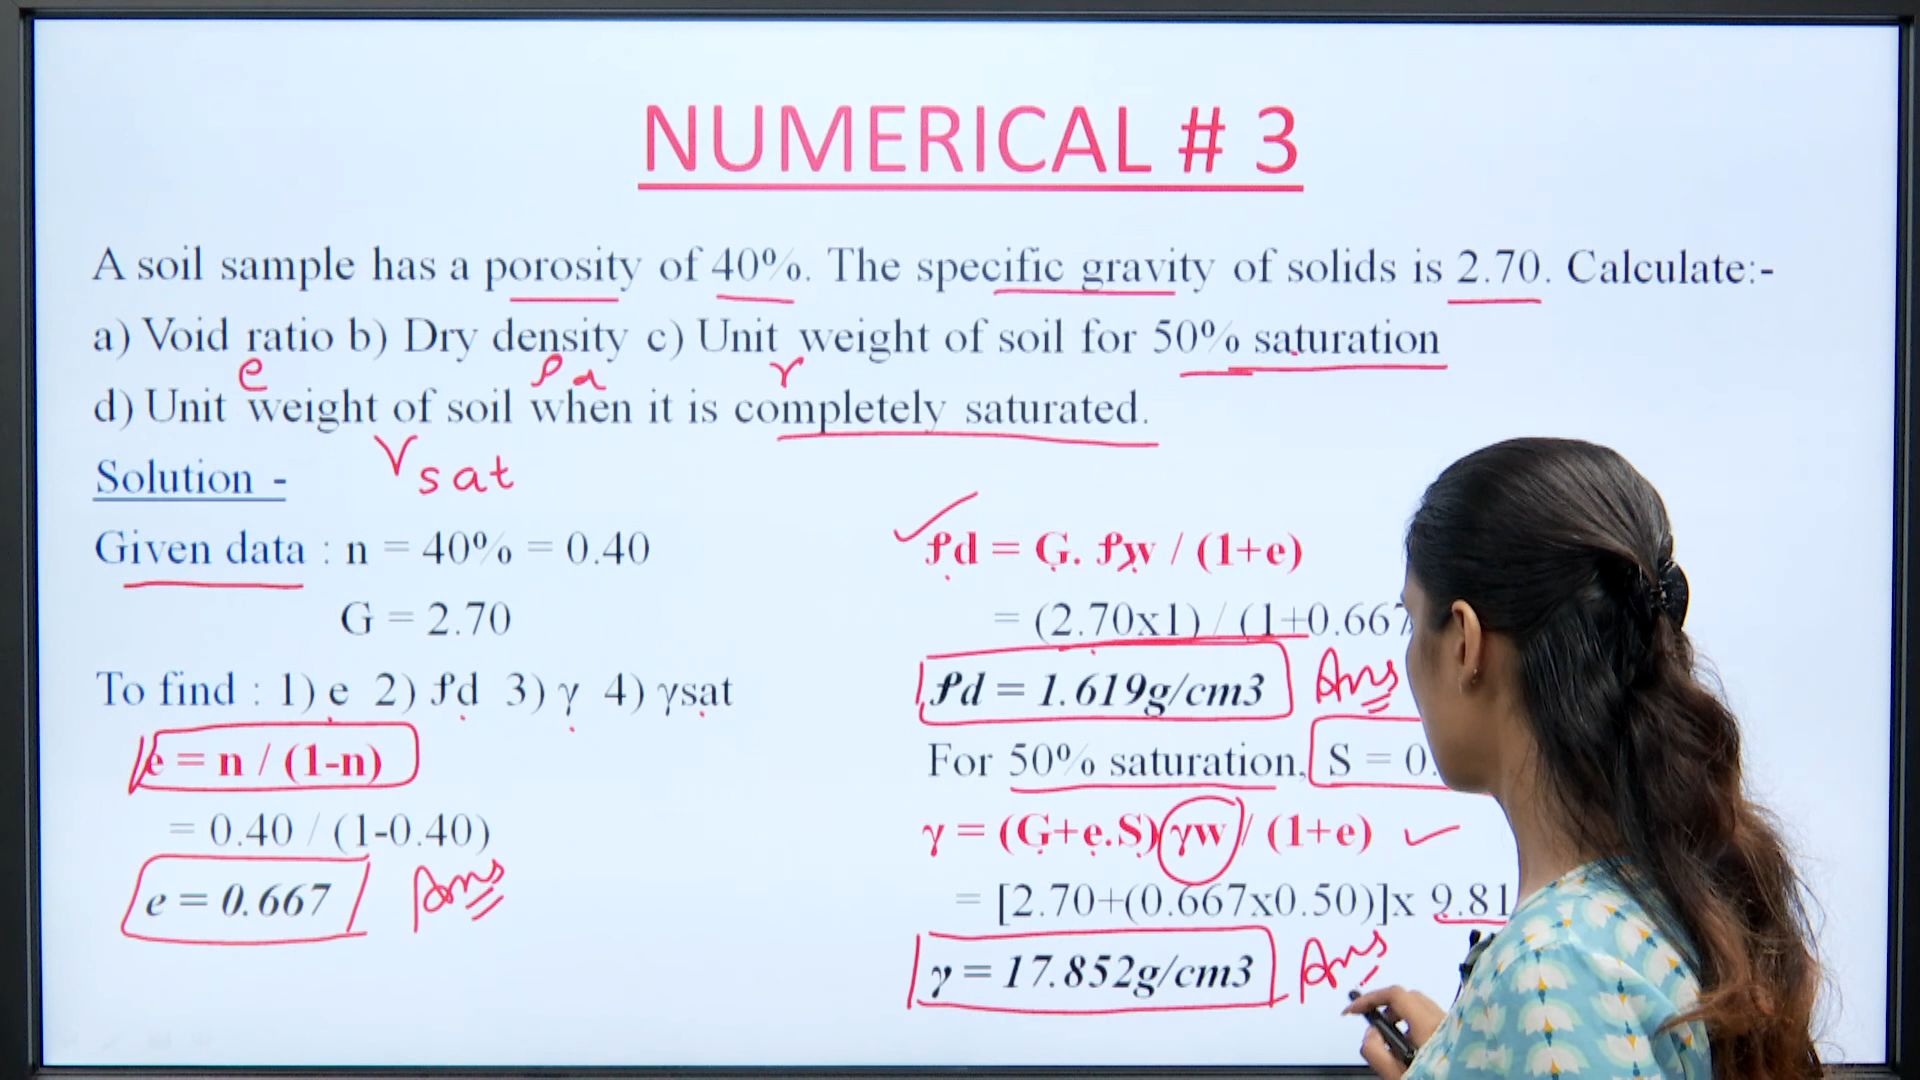 NUMERICAL # 3
A soil sample has a porosity of 40%. The specific gravity of solids is 2.70. Calculate:-
a) Void ratio b) Dry density c) Unit weight of soil for 50% saturation
e ρd γ
d) Unit weight of soil when it is completely saturated.
γsat
Solution -
Given data : n = 40% = 0.40
G = 2.70
To find : 1) e 2) ρd 3) γ 4) γsat
e = n / (1-n)
= 0.40 / (1-0.40)
e = 0.667 Ans
ρd = G. ρw / (1+e)
= (2.70x1) / (1+0.667
ρd = 1.619g/cm3 Ans
For 50% saturation, S = 0.
γ = (G+e.S) γw / (1+e)
= [2.70+(0.667x0.50)]x 9.81
γ = 17.852g/cm3 Ans